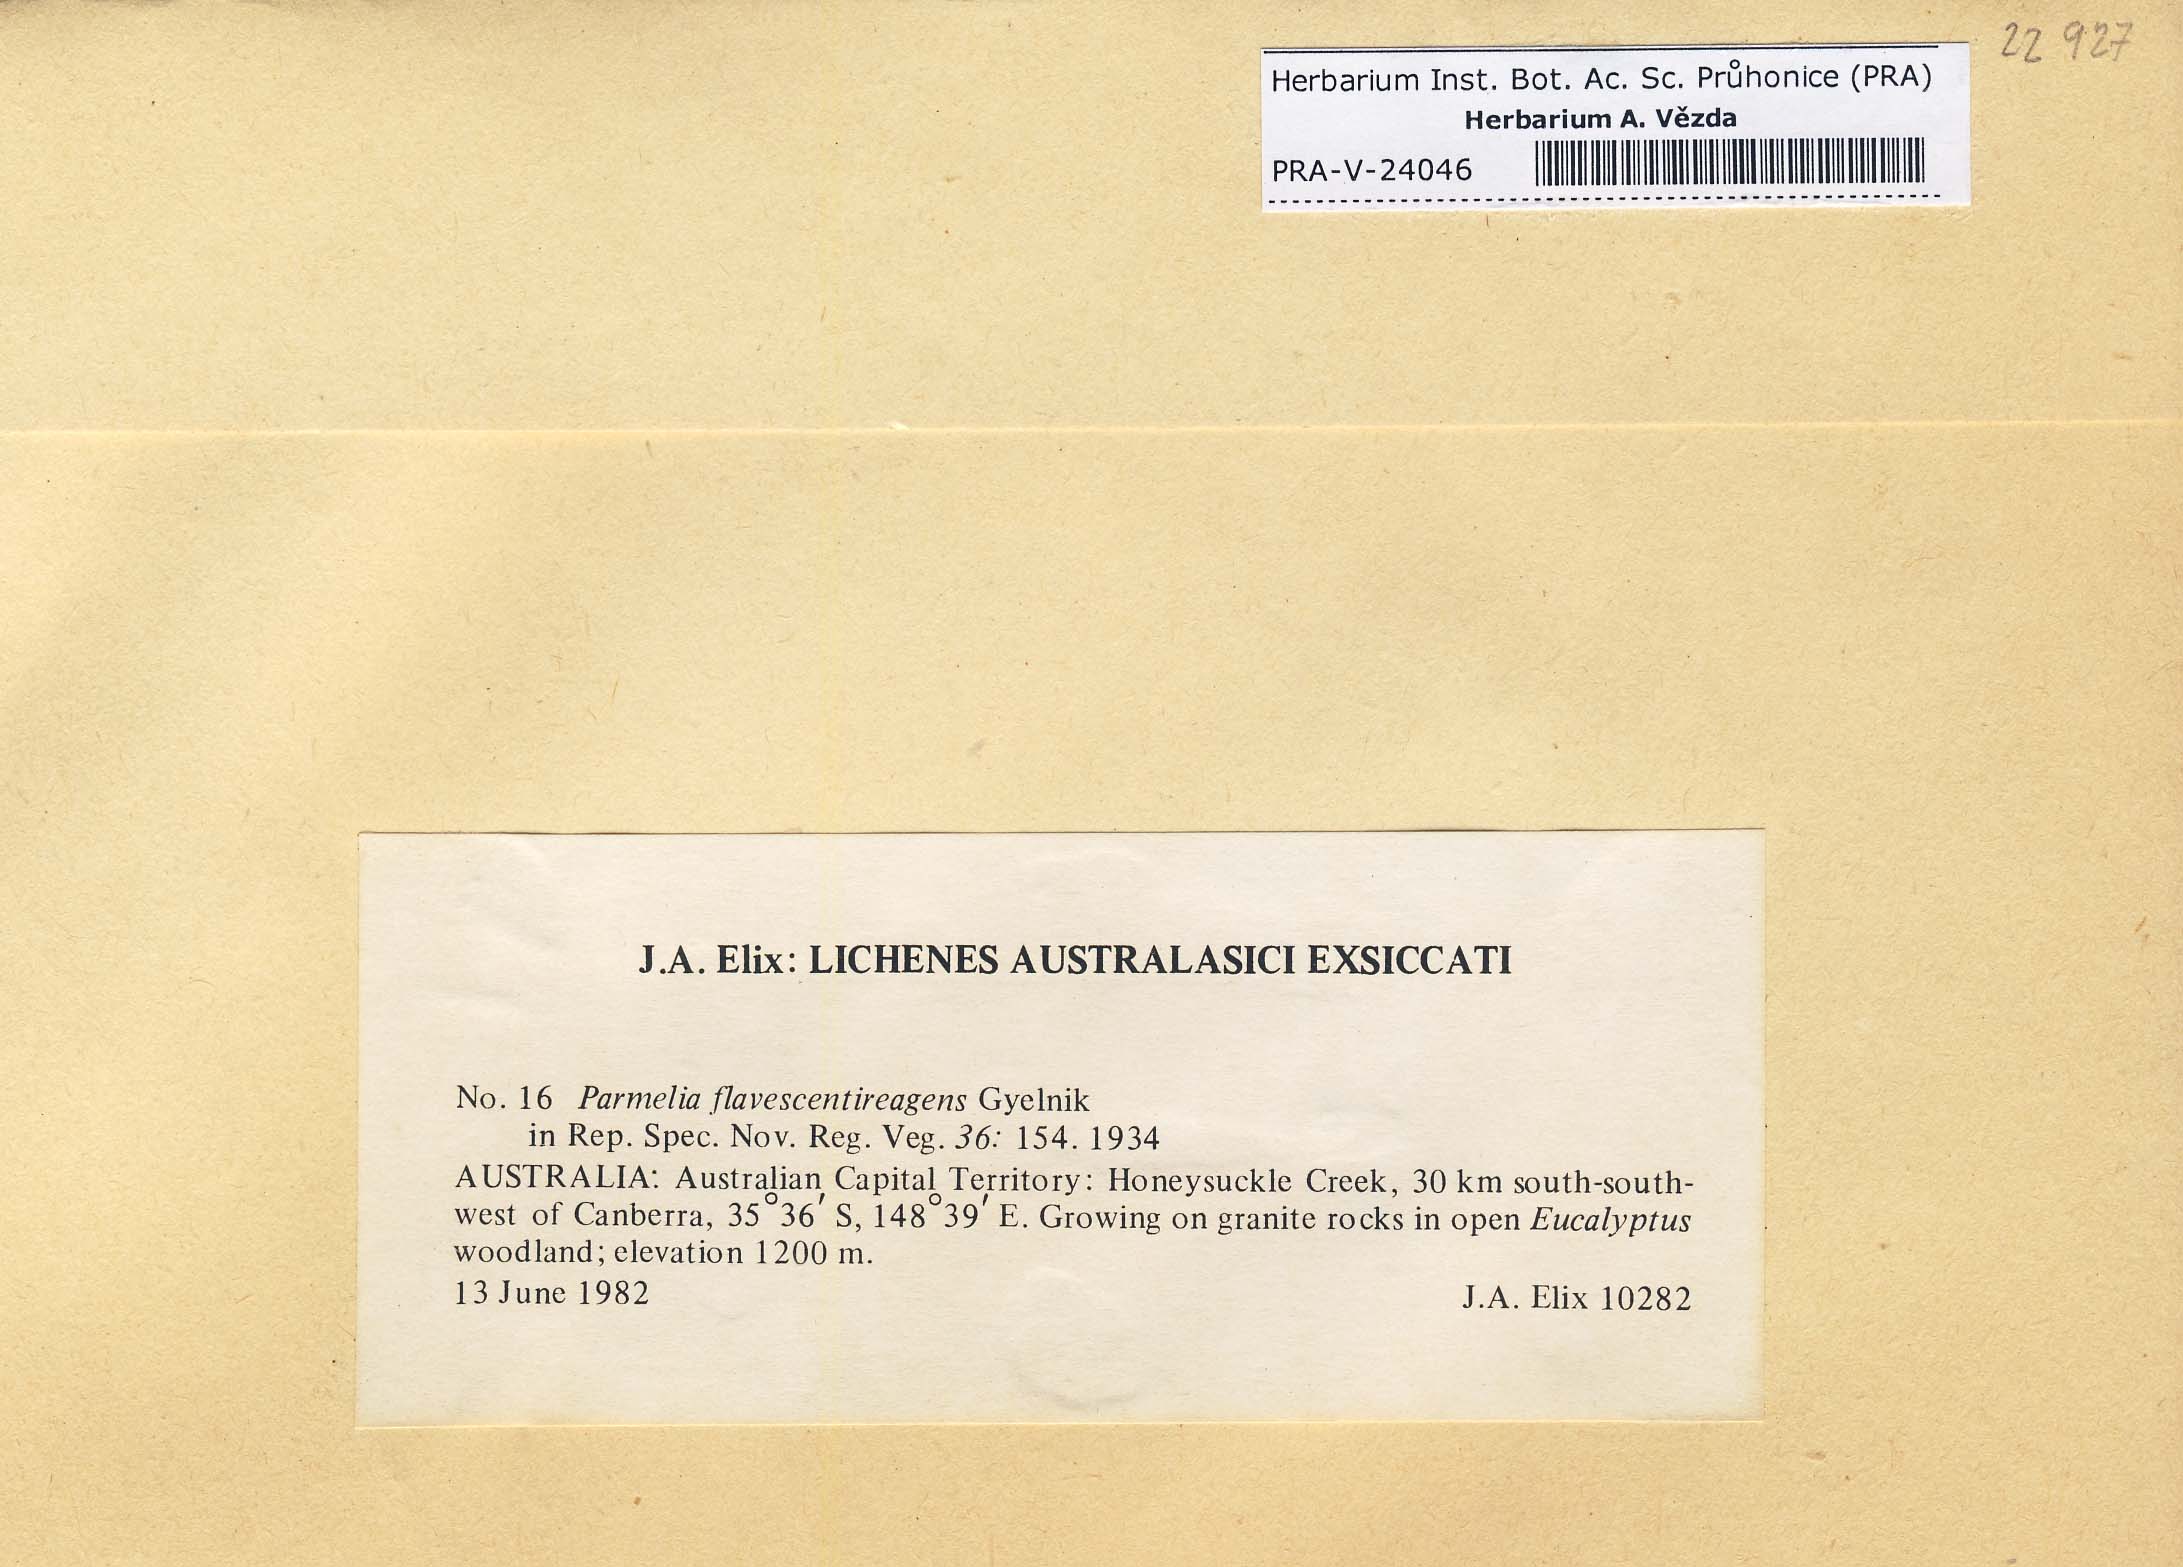 22 927
Herbarium Inst. Bot. Ac. Sc. Průhonice (PRA)
Herbarium A. Vězda
PRA-V-24046
J.A. Elix: LICHENES AUSTRALASICI EXSICCATI
No. 16 Parmelia flavescentireagens Gyelnik
in Rep. Spec. Nov. Reg. Veg. 36: 154. 1934
AUSTRALIA: Australian Capital Territory: Honeysuckle Creek, 30 km south-south-
west of Canberra, 35°36′ S, 148°39′ E. Growing on granite rocks in open Eucalyptus
woodland; elevation 1200 m.
13 June 1982 J.A. Elix 10282